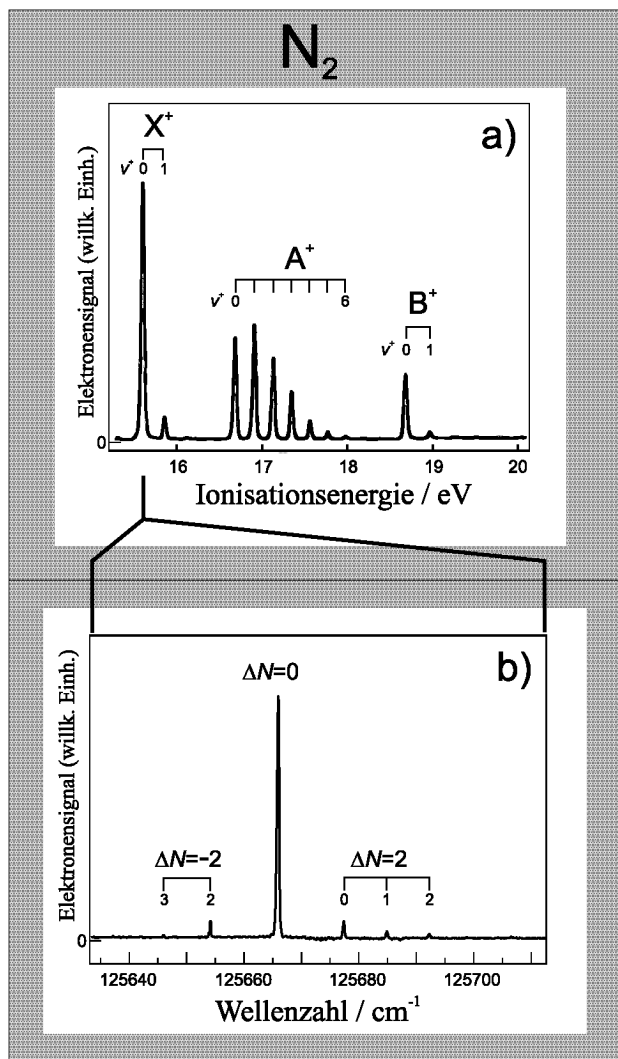 N₂
a)
X⁺
v⁺ 0 1
A⁺
v⁺ 0 6
B⁺
v⁺ 0 1
Elektronensignal (willk. Einh.)
0
16 17 18 19 20
Ionisationsenergie / eV
b)
ΔN=0
ΔN=-2
3 2
ΔN=2
0 1 2
Elektronensignal (willk. Einh.)
0
125640 125660 125680 125700
Wellenzahl / cm⁻¹